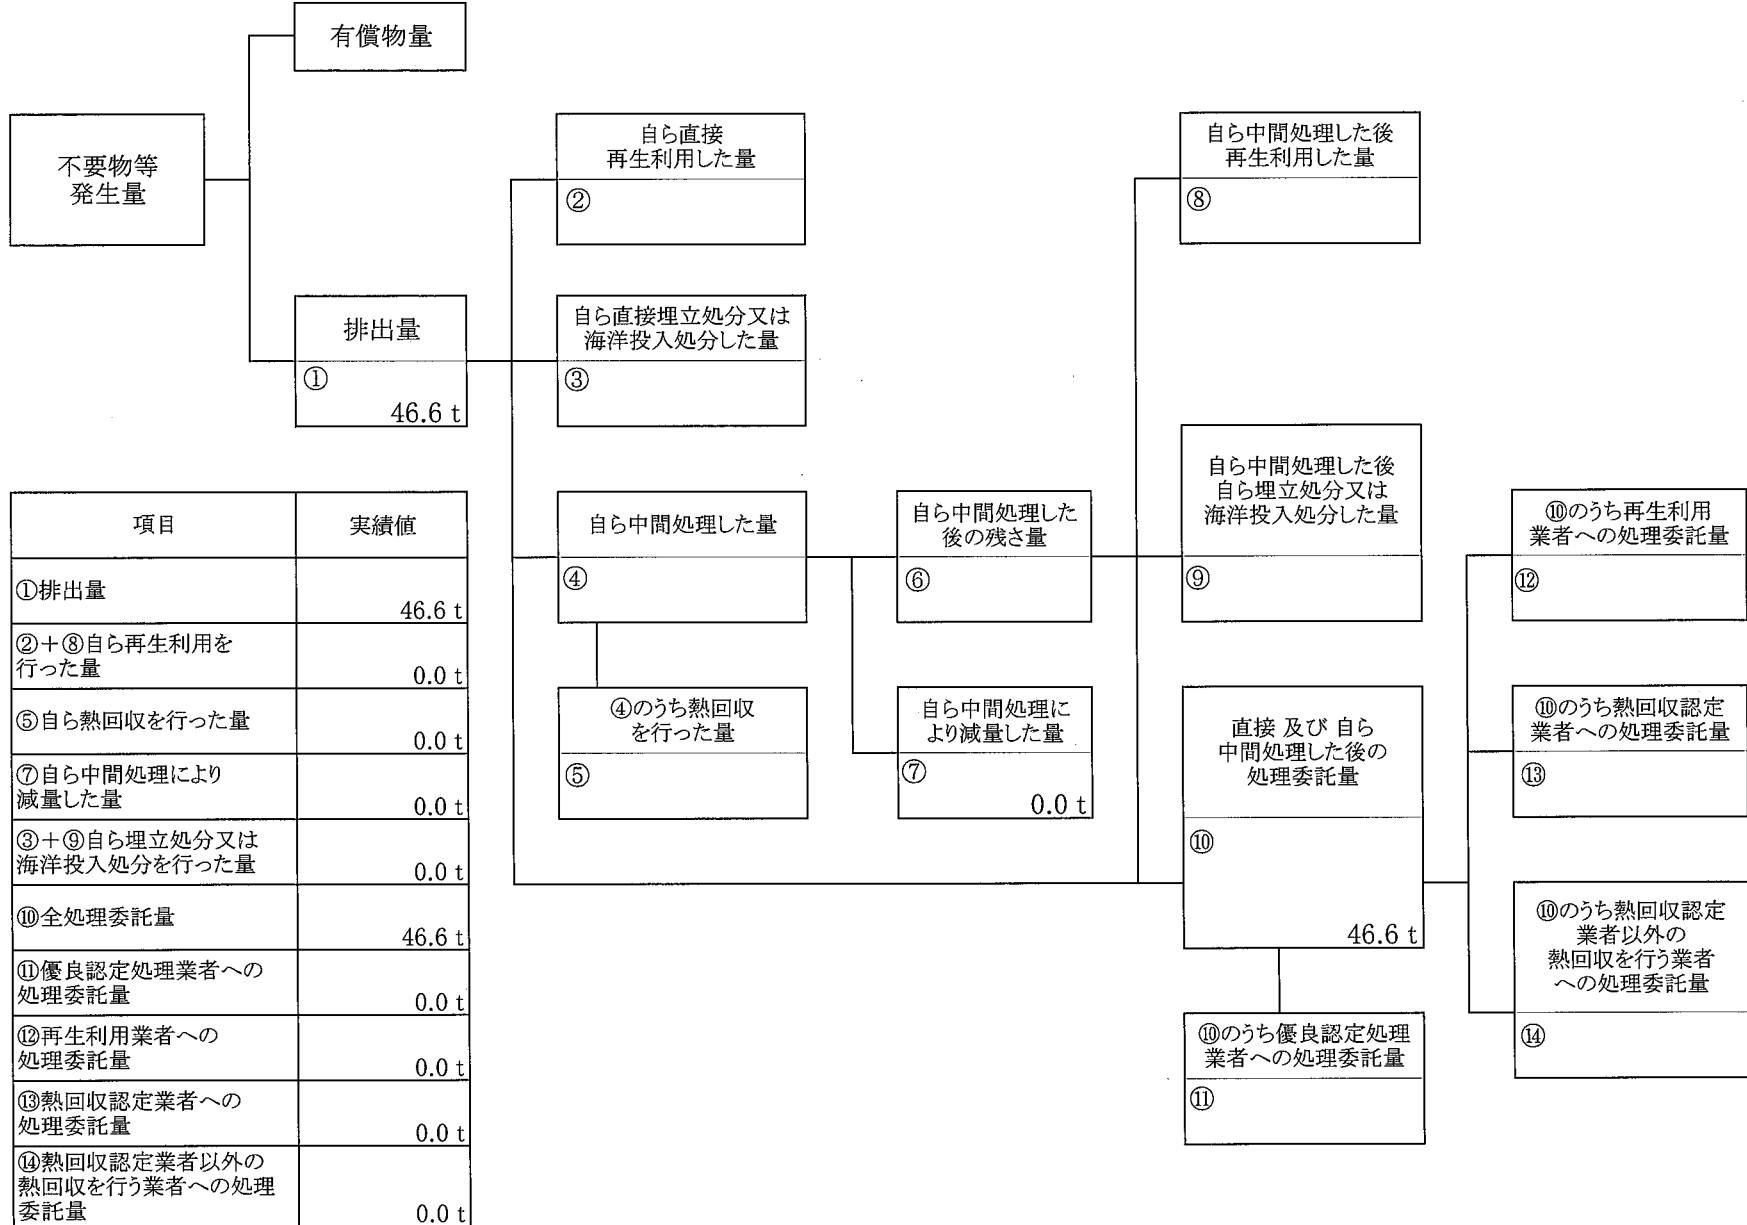 有償物量
不要物等
発生量
排出量
①
46.6 t
自ら直接
再生利用した量
②
自ら直接埋立処分又は
海洋投入処分した量
③
自ら中間処理した量
④
④のうち熱回収
を行った量
⑤
自ら中間処理した
後の残さ量
⑥
自ら中間処理に
より減量した量
⑦
0.0 t
自ら中間処理した後
再生利用した量
⑧
自ら中間処理した後
自ら埋立処分又は
海洋投入処分した量
⑨
直接 及び 自ら
中間処理した後の
処理委託量
⑩
46.6 t
⑩のうち優良認定処理
業者への処理委託量
⑪
⑩のうち再生利用
業者への処理委託量
⑫
⑩のうち熱回収認定
業者への処理委託量
⑬
⑩のうち熱回収認定
業者以外の
熱回収を行う業者
への処理委託量
⑭
項目 実績値
①排出量
46.6 t
②+⑧自ら再生利用を
行った量
0.0 t
⑤自ら熱回収を行った量
0.0 t
⑦自ら中間処理により
減量した量
0.0 t
③+⑨自ら埋立処分又は
海洋投入処分を行った量
0.0 t
⑩全処理委託量
46.6 t
⑪優良認定処理業者への
処理委託量
0.0 t
⑫再生利用業者への
処理委託量
0.0 t
⑬熱回収認定業者への
処理委託量
0.0 t
⑭熱回収認定業者以外の
熱回収を行う業者への処理
委託量
0.0 t